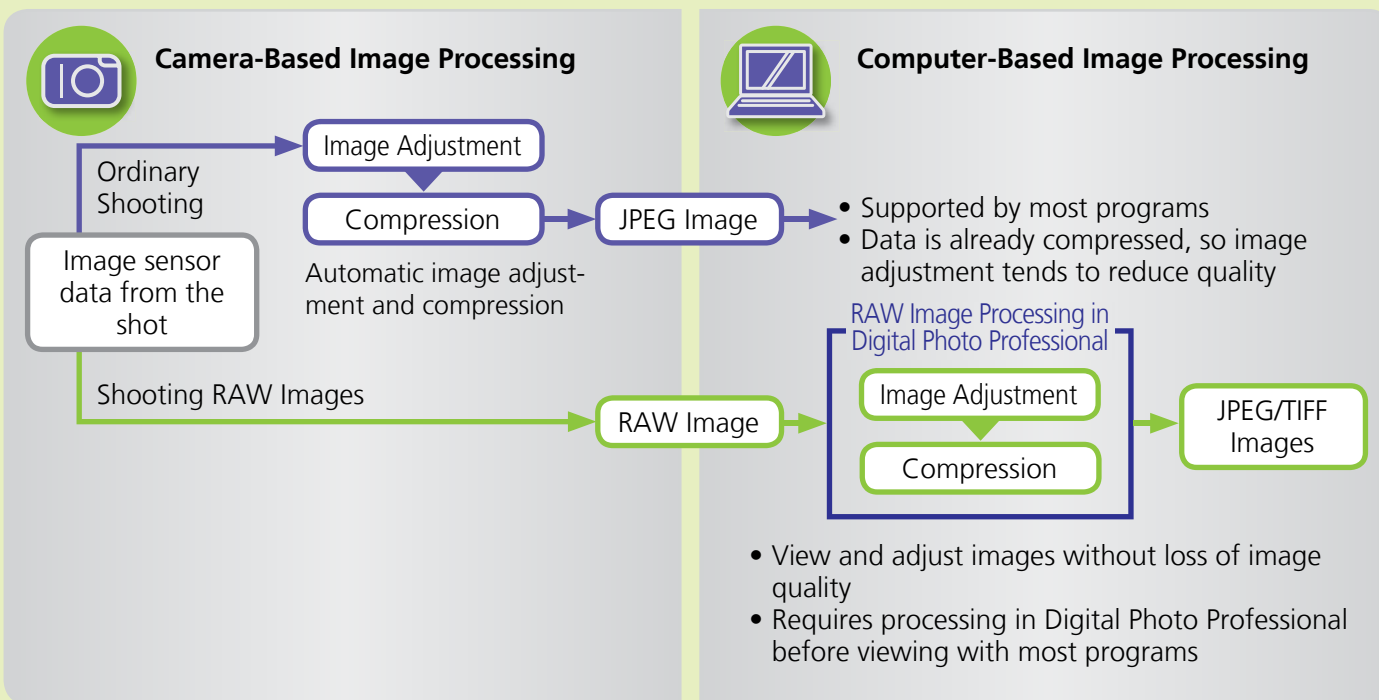 Camera-Based Image Processing
Ordinary
Shooting
Image Adjustment
Compression
JPEG Image
Automatic image adjust-
ment and compression
Image sensor
data from the
shot
Shooting RAW Images
RAW Image
Computer-Based Image Processing
• Supported by most programs
• Data is already compressed, so image
adjustment tends to reduce quality
RAW Image Processing in
Digital Photo Professional
Image Adjustment
Compression
JPEG/TIFF
Images
• View and adjust images without loss of image
quality
• Requires processing in Digital Photo Professional
before viewing with most programs